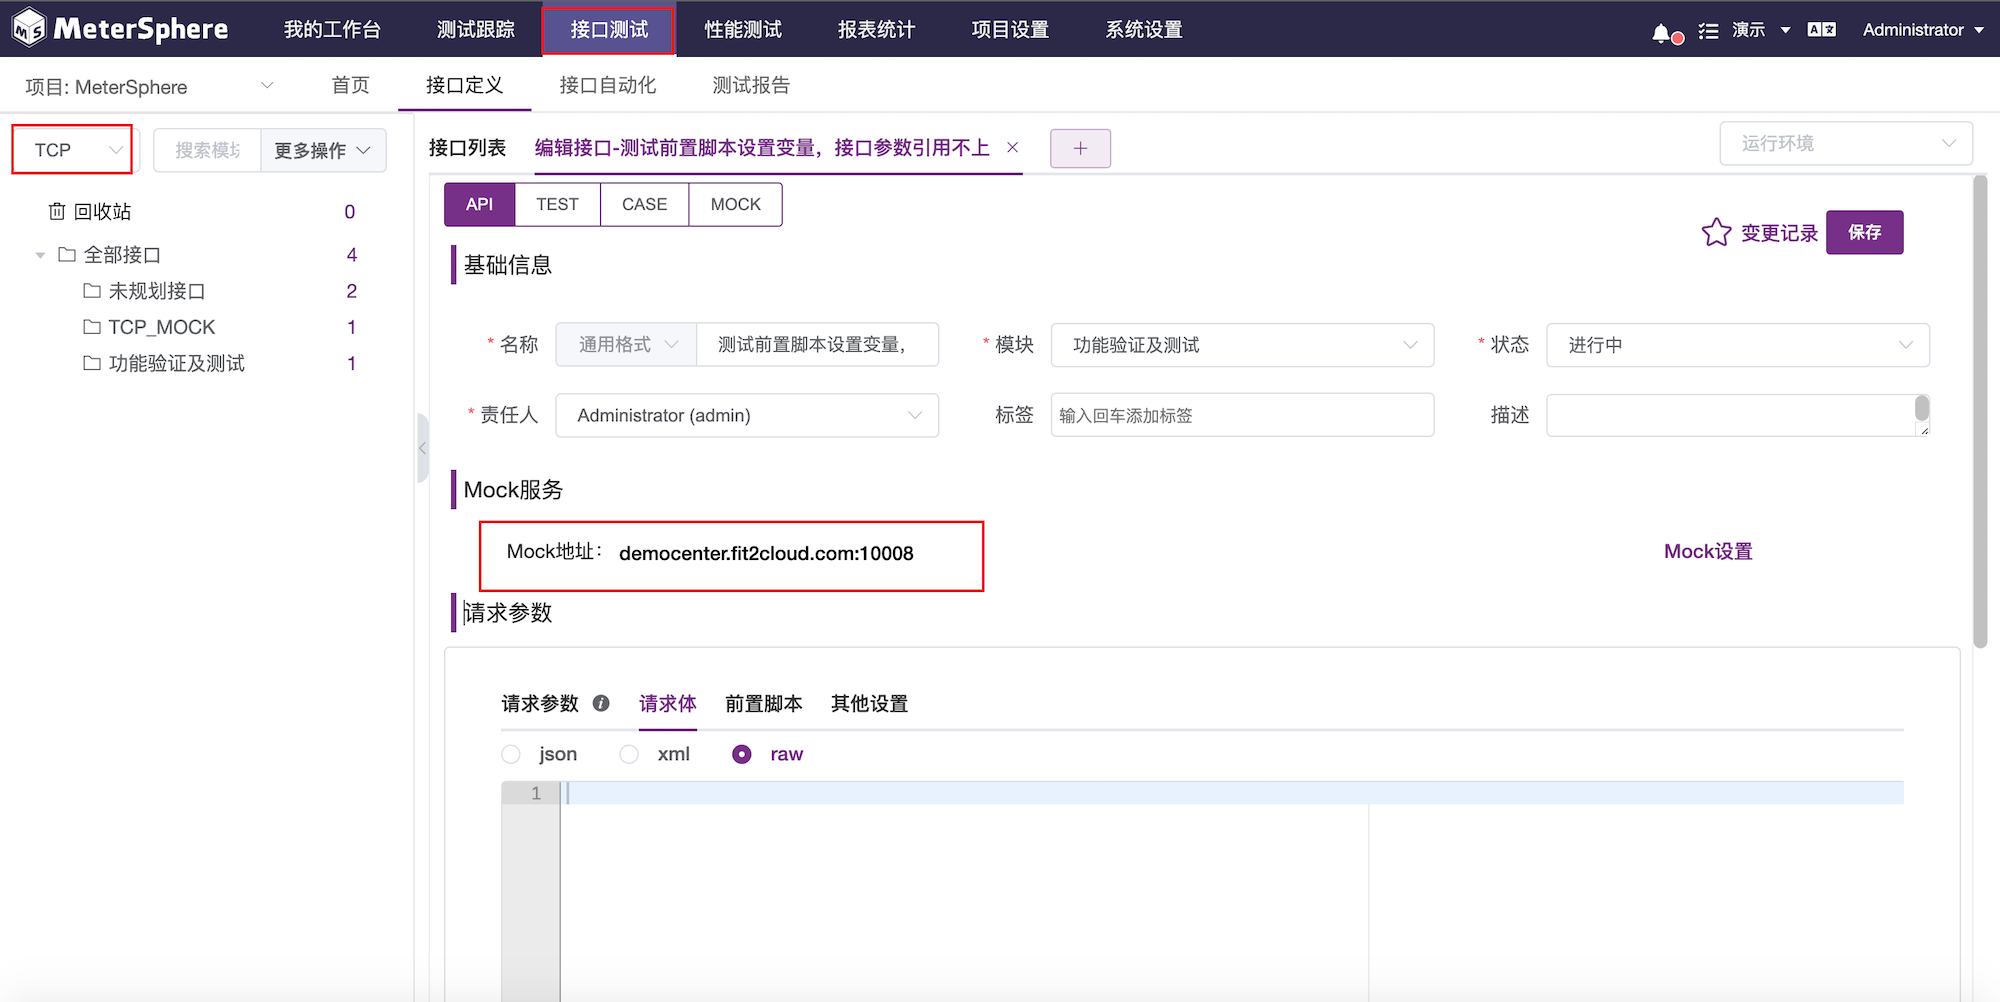 MeterSphere 我的工作台 测试跟踪 接口测试 性能测试 报表统计 项目设置 系统设置 演示 Administrator
项目: MeterSphere 首页 接口定义 接口自动化 测试报告
TCP 搜索模块 更多操作 接口列表 编辑接口-测试前置脚本设置变量，接口参数引用不上 × + 运行环境
API TEST CASE MOCK
回收站 0
变更记录 保存
全部接口 4
基础信息
未规划接口 2
TCP_MOCK 1
* 名称 通用格式 测试前置脚本设置变量， * 模块 功能验证及测试 * 状态 进行中
功能验证及测试 1
* 责任人 Administrator (admin) 标签 输入回车添加标签 描述
Mock服务
Mock地址： democenter.fit2cloud.com:10008 Mock设置
请求参数
请求参数 请求体 前置脚本 其他设置
json xml raw
1